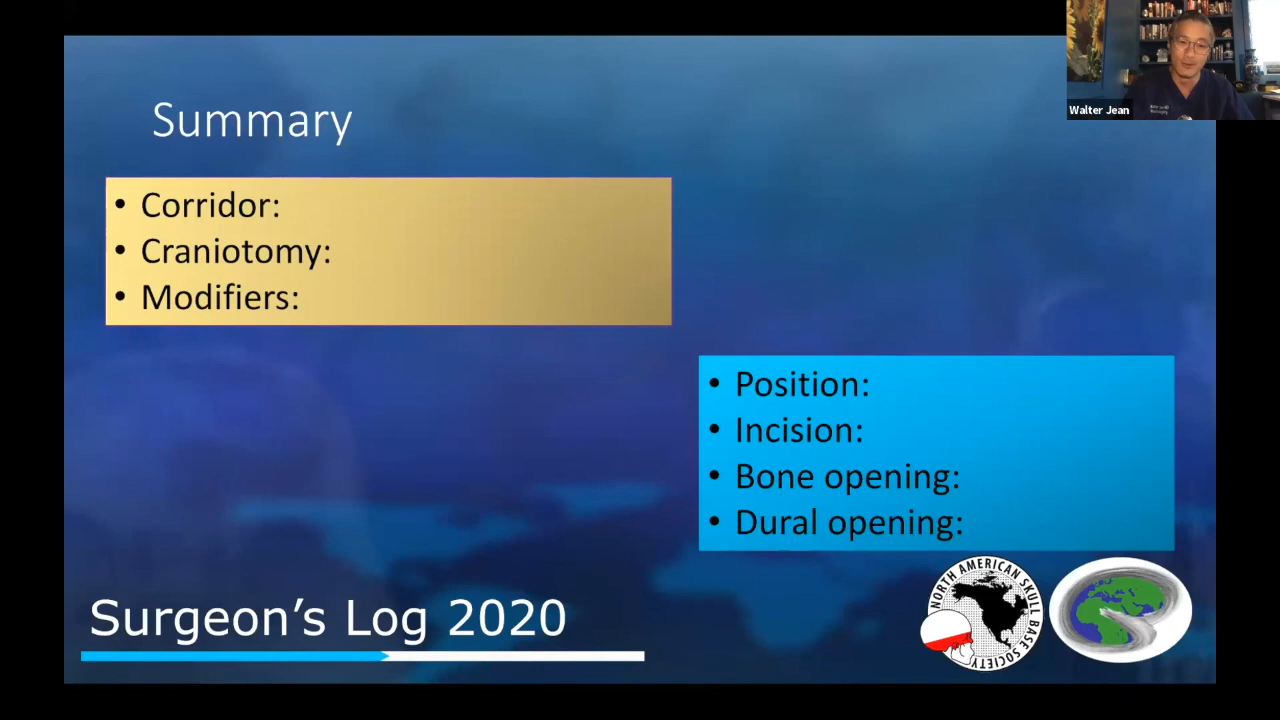 Walter Jean
Summary
• Corridor:
• Craniotomy:
• Modifiers:
• Position:
• Incision:
• Bone opening:
• Dural opening:
Surgeon's Log 2020
NORTH AMERICAN SKULL BASE SOCIETY